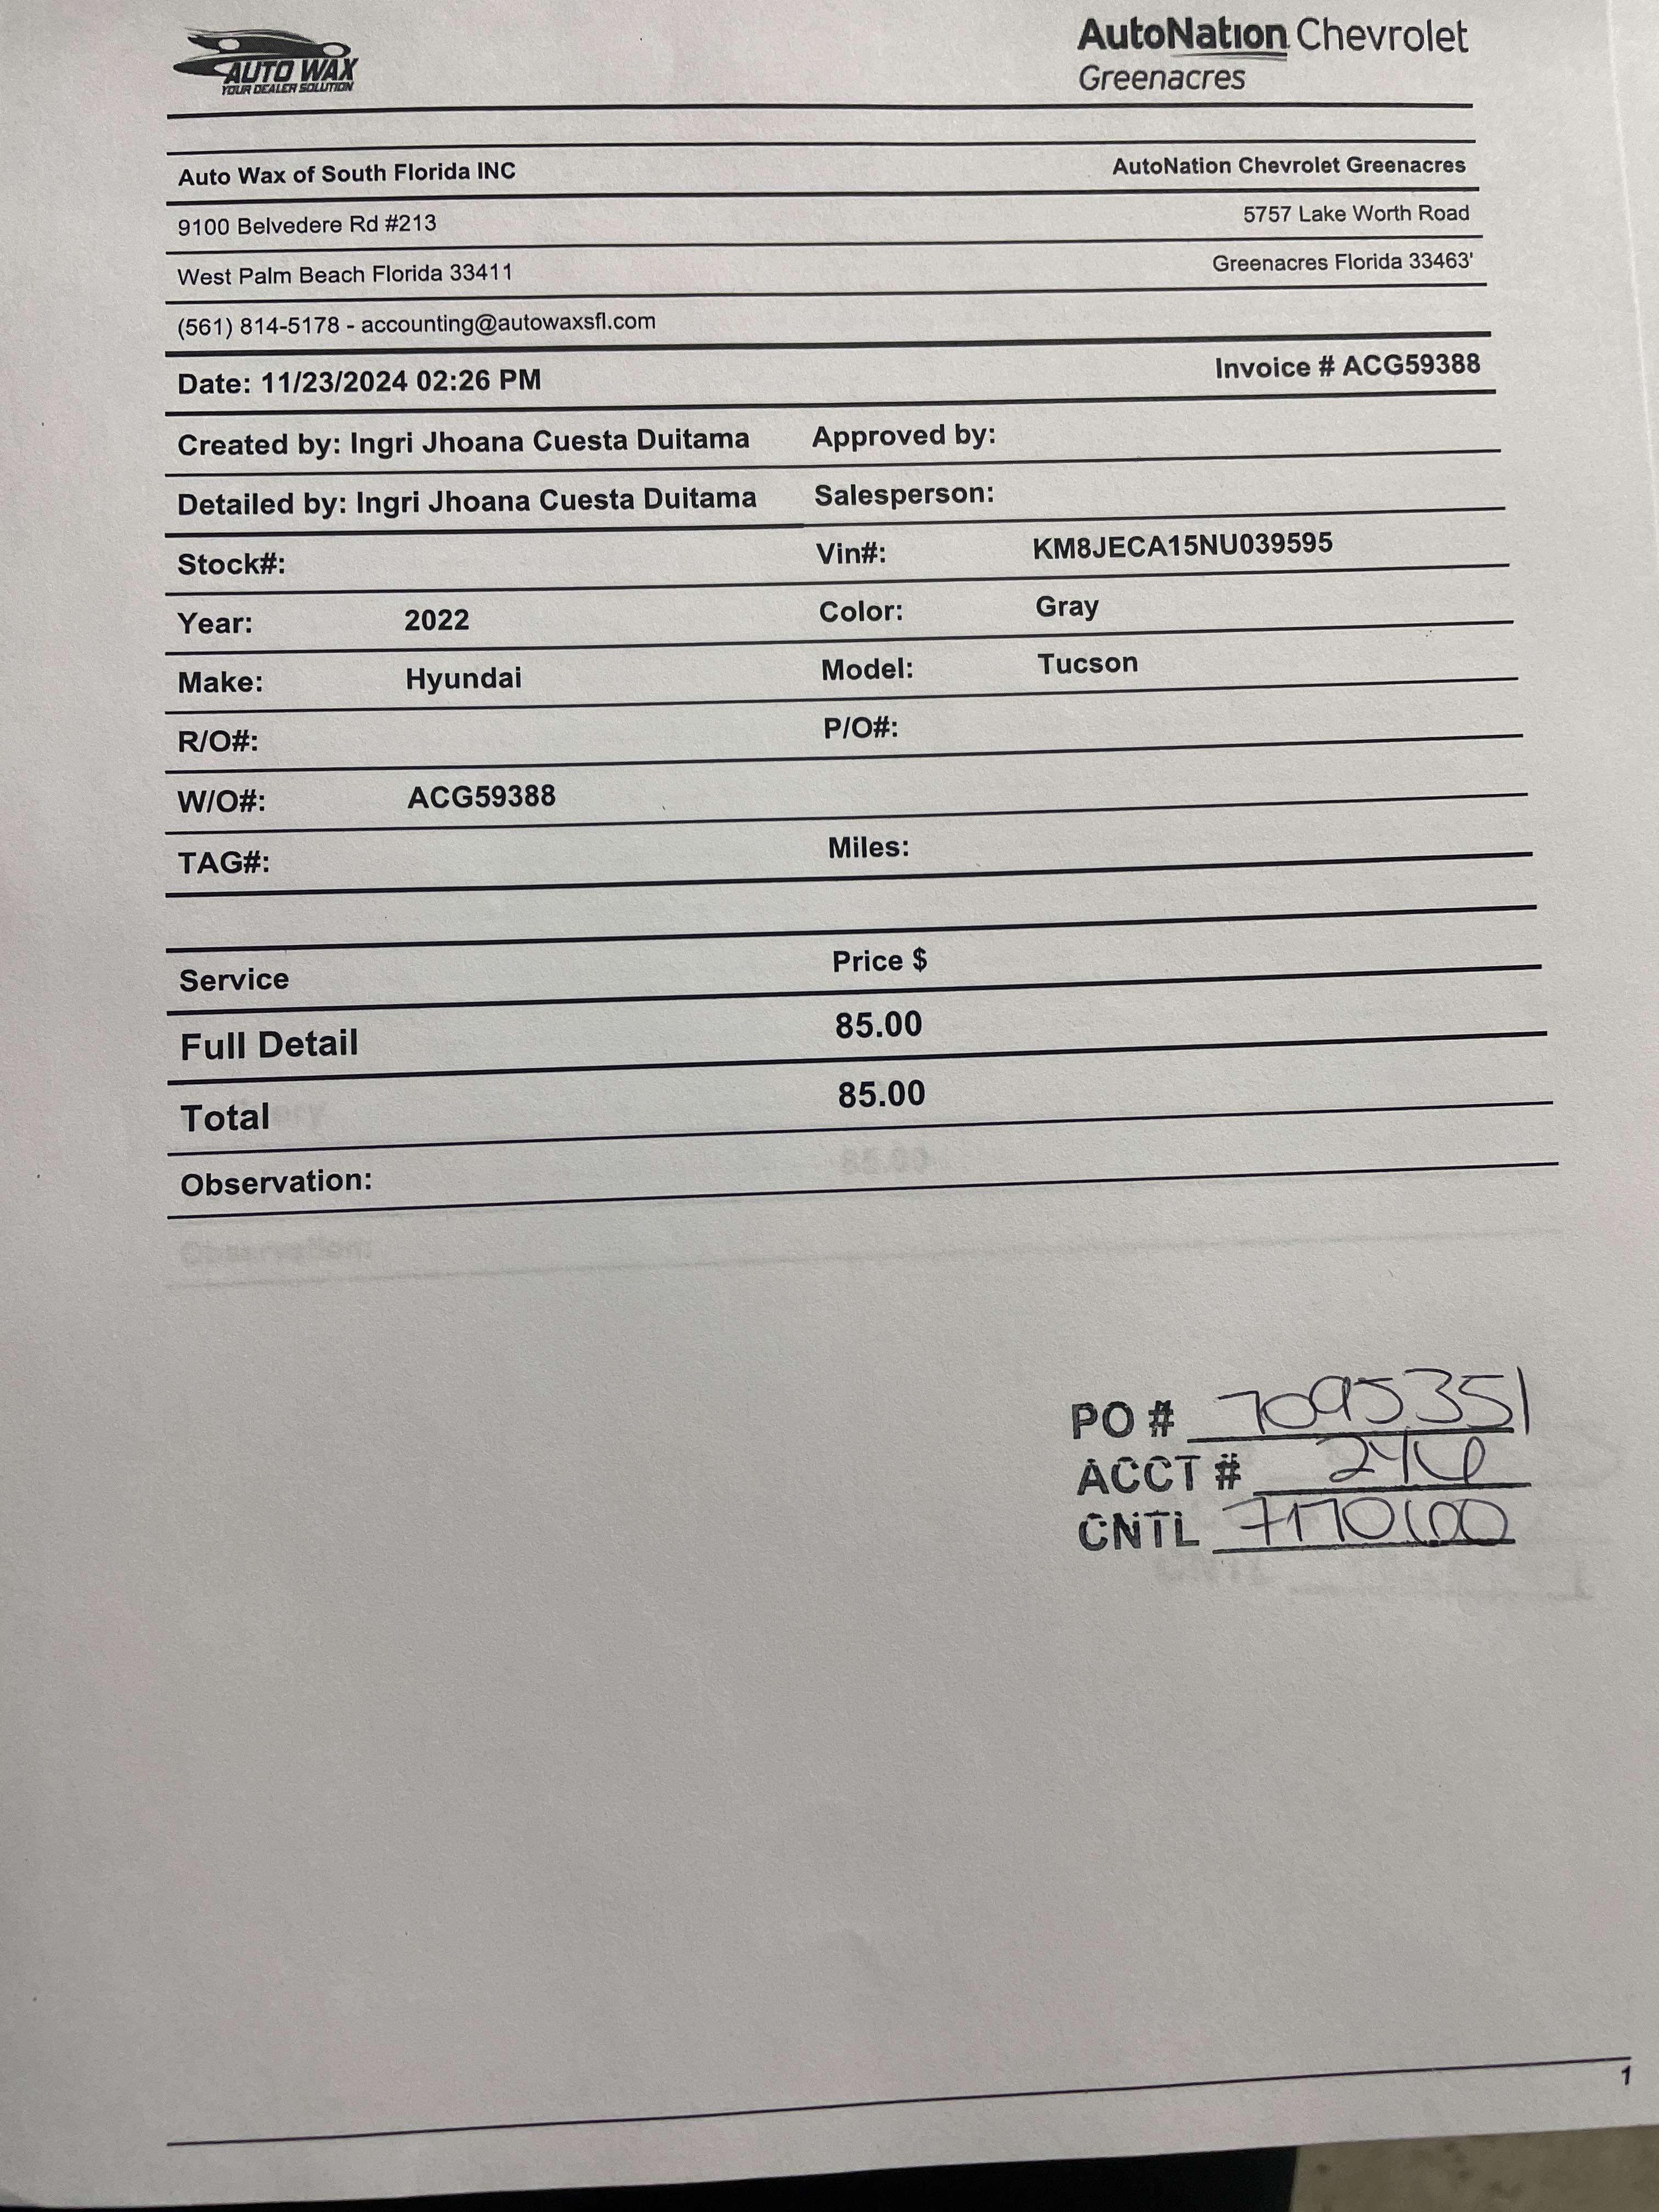 AUTO WAX
YOUR DEALER SOLUTION
AutoNation Chevrolet
Greenacres
Auto Wax of South Florida INC AutoNation Chevrolet Greenacres
9100 Belvedere Rd #213 5757 Lake Worth Road
West Palm Beach Florida 33411 Greenacres Florida 33463'
(561) 814-5178 - accounting@autowaxsfl.com
Date: 11/23/2024 02:26 PM Invoice # ACG59388
Created by: Ingri Jhoana Cuesta Duitama Approved by:
Detailed by: Ingri Jhoana Cuesta Duitama Salesperson:
Stock#: Vin#: KM8JECA15NU039595
Year: 2022 Color: Gray
Make: Hyundai Model: Tucson
R/O#: P/O#:
W/O#: ACG59388
TAG#: Miles:
Service Price $
Full Detail 85.00
Total 85.00
Observation:
PO # 7095351
ACCT #
CNTL
1